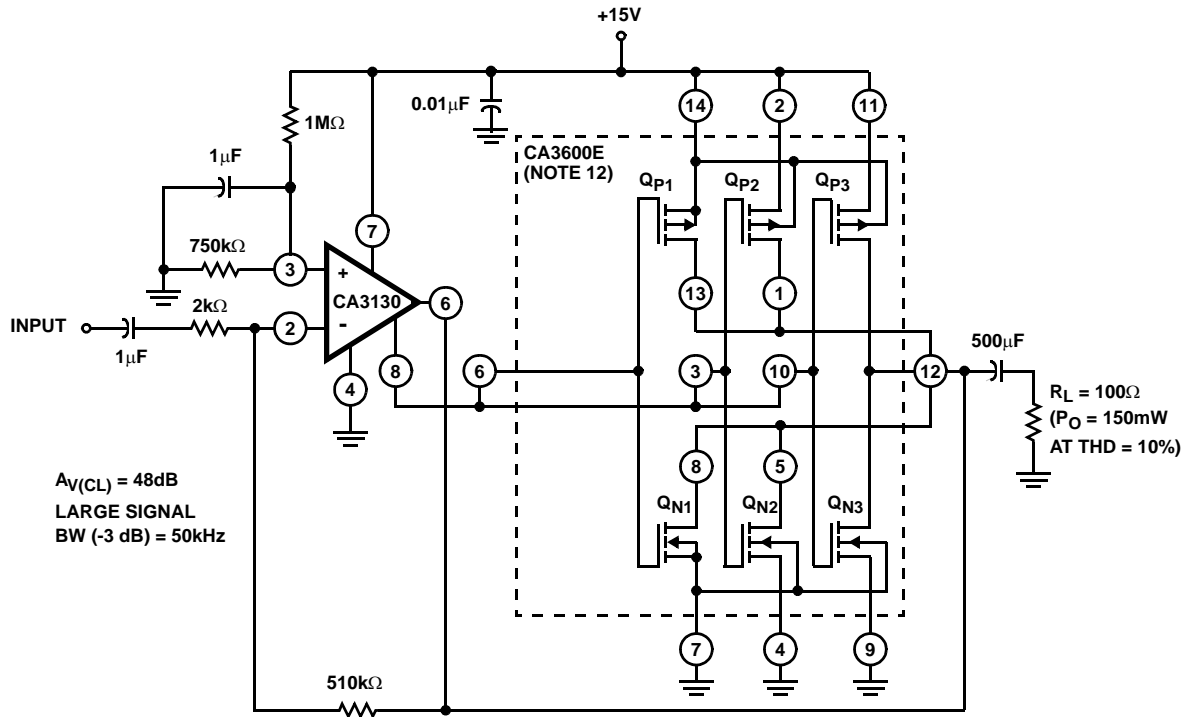 +15V
0.01μF
14
2
11
1MΩ
CA3600E
(NOTE 12)
1μF
QP1
QP2
QP3
7
750kΩ
3
+
CA3130
6
13
1
INPUT
2kΩ
2
-
1μF
500μF
4
8
6
3
10
12
RL = 100Ω
(PO = 150mW
AT THD = 10%)
8
5
AV(CL) = 48dB
LARGE SIGNAL
BW (-3 dB) = 50kHz
QN1
QN2
QN3
7
4
9
510kΩ